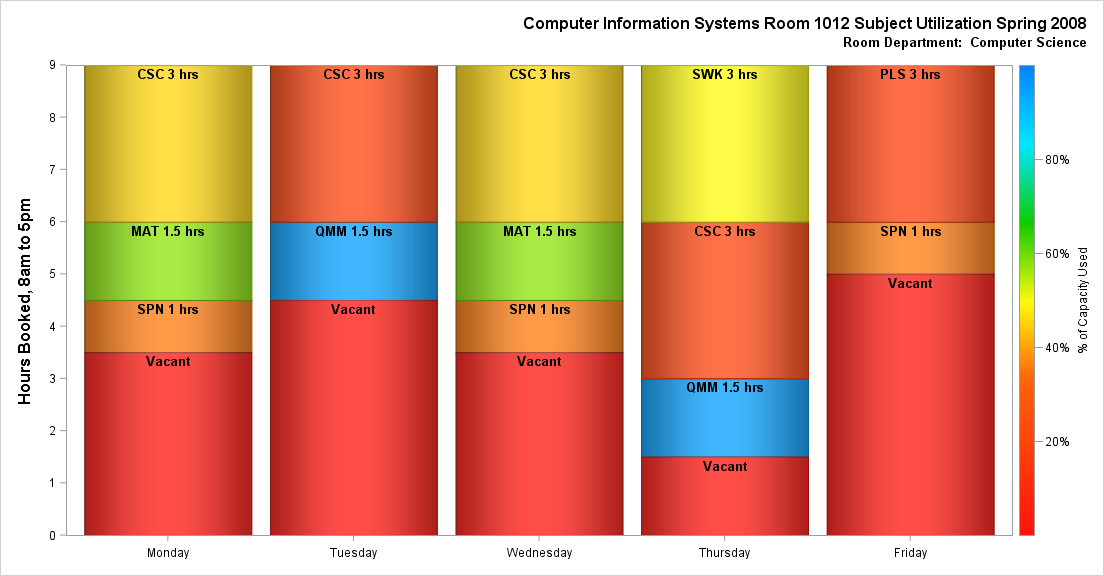 Computer Information Systems Room 1012 Subject Utilization Spring 2008
Room Department: Computer Science
Hours Booked, 8am to 5pm
9
8
7
6
5
4
3
2
1
0
CSC 3 hrs
MAT 1.5 hrs
SPN 1 hrs
Vacant
CSC 3 hrs
QMM 1.5 hrs
Vacant
CSC 3 hrs
MAT 1.5 hrs
SPN 1 hrs
Vacant
SWK 3 hrs
CSC 3 hrs
QMM 1.5 hrs
Vacant
PLS 3 hrs
SPN 1 hrs
Vacant
Monday
Tuesday
Wednesday
Thursday
Friday
80%
60%
40%
20%
% of Capacity Used